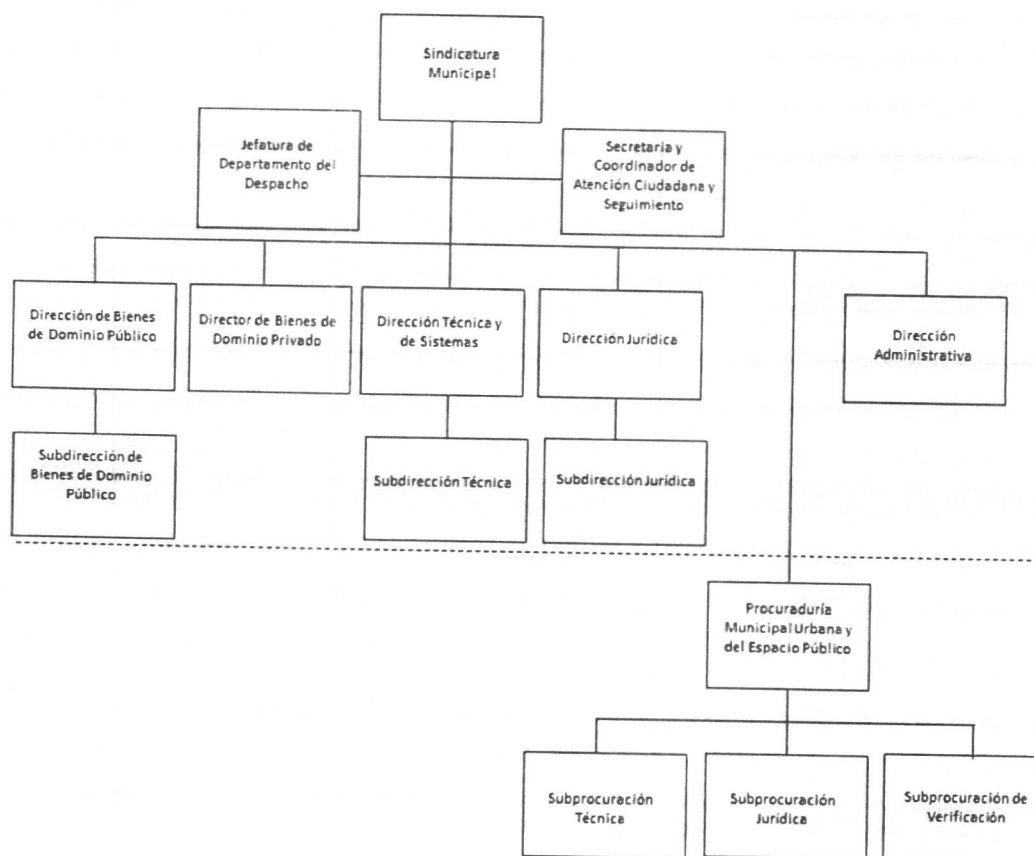 Sindicatura
Municipal
Jefatura de
Departamento del
Despacho
Secretaria y
Coordinador de
Atención Ciudadana y
Seguimiento
Dirección de Bienes
de Dominio Público
Director de Bienes de
Dominio Privado
Dirección Técnica y
de Sistemas
Dirección Jurídica
Dirección
Administrativa
Subdirección de
Bienes de Dominio
Público
Subdirección Técnica
Subdirección Jurídica
Procuraduría
Municipal Urbana y
del Espacio Público
Subprocuración
Técnica
Subprocuración
Jurídica
Subprocuración de
Verificación